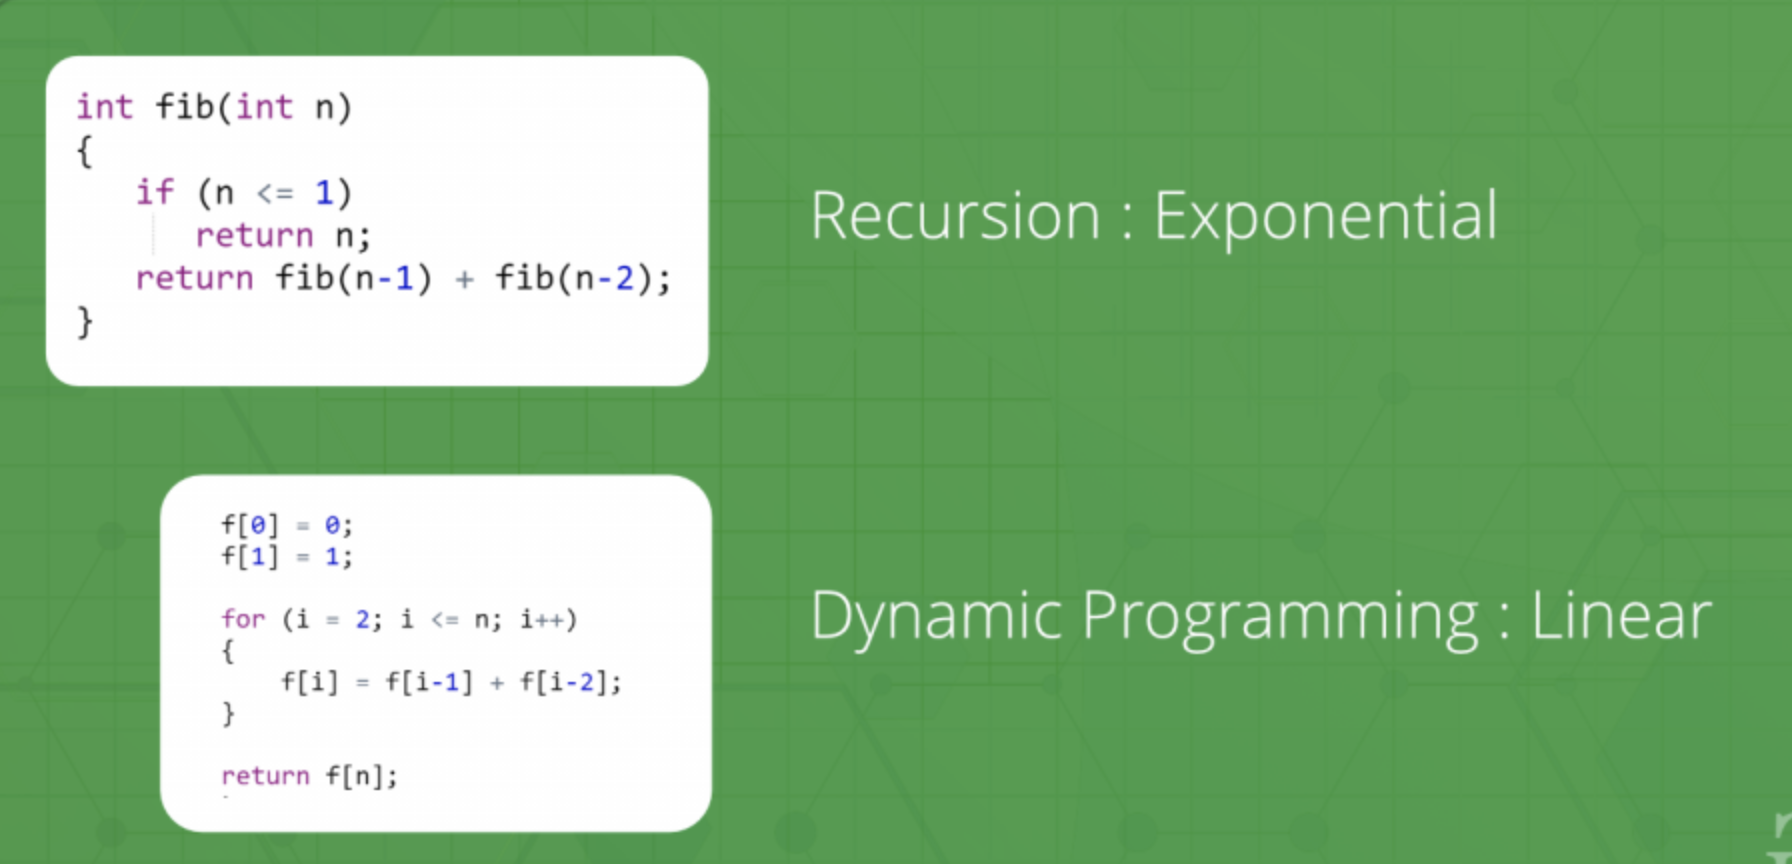 int fib(int n)
{
if (n <= 1)
return n;
return fib(n-1) + fib(n-2);
}
Recursion : Exponential
f[0] = 0;
f[1] = 1;
for (i = 2; i <= n; i++)
{
f[i] = f[i-1] + f[i-2];
}
return f[n];
Dynamic Programming : Linear